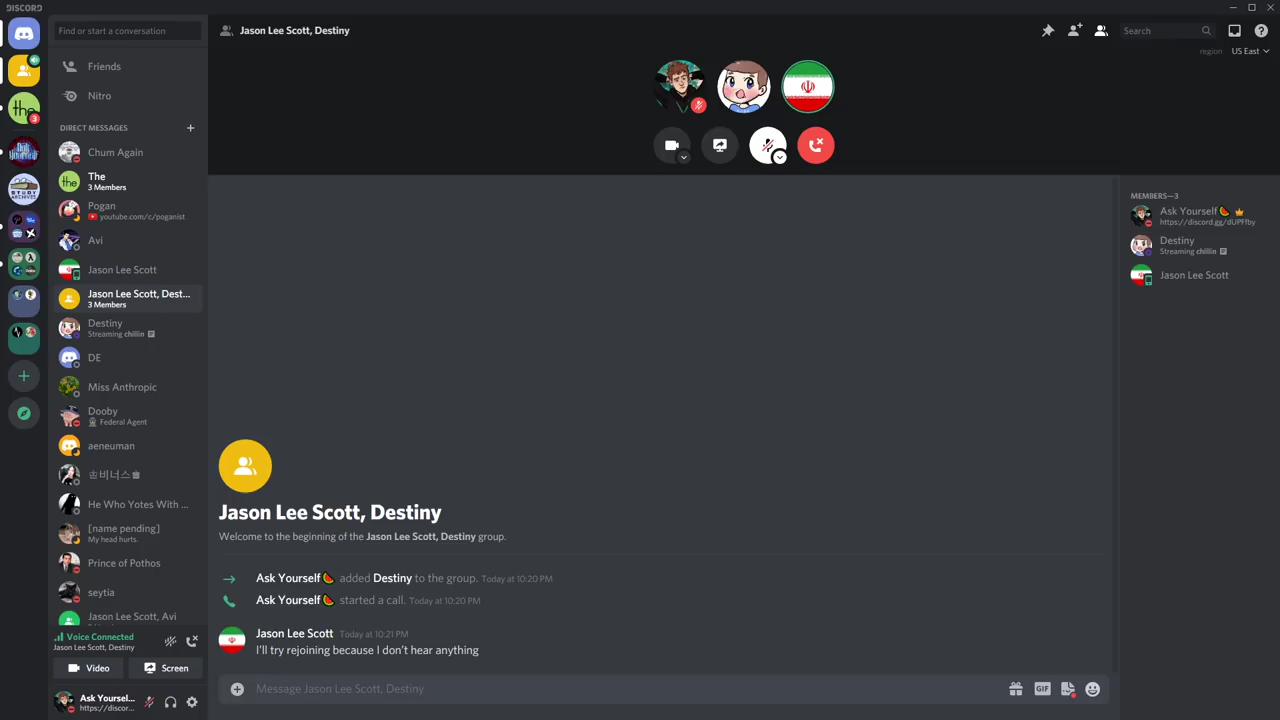 DISCORD
Find or start a conversation
Friends
Nitro
DIRECT MESSAGES
Chum Again
The
3 Members
Pogan
youtube.com/c/poganist
Avi
Jason Lee Scott
Jason Lee Scott, Dest...
3 Members
Destiny
Streaming chillin
DE
Miss Anthropic
Dooby
Federal Agent
aeneuman
He Who Votes With ...
[name pending]
My head hurts.
Prince of Pothos
seytia
Jason Lee Scott, Avi
Voice Connected
Jason Lee Scott, Destiny
Video
Screen
Ask Yoursel...
https://discor...
the
3
STUDY
ARCHIVES
Jason Lee Scott, Destiny
Search
region
US East
Jason Lee Scott, Destiny
Welcome to the beginning of the Jason Lee Scott, Destiny group.
Ask Yourself🍉 added Destiny to the group. Today at 10:20 PM
Ask Yourself🍉 started a call. Today at 10:20 PM
Jason Lee Scott Today at 10:21 PM
I'll try rejoining because I don't hear anything
Message Jason Lee Scott, Destiny
GIF
MEMBERS—3
Ask Yourself🍉
https://discord.gg/dUPFfby
Destiny
Streaming chillin
Jason Lee Scott